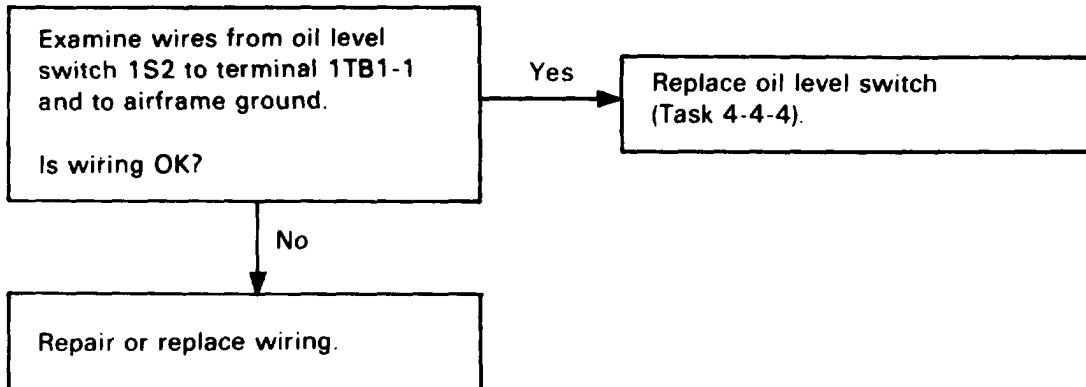 Examine wires from oil level
switch 1S2 to terminal 1TB1-1
and to airframe ground.
Is wiring OK?
Yes
Replace oil level switch
(Task 4-4-4).
No
Repair or replace wiring.